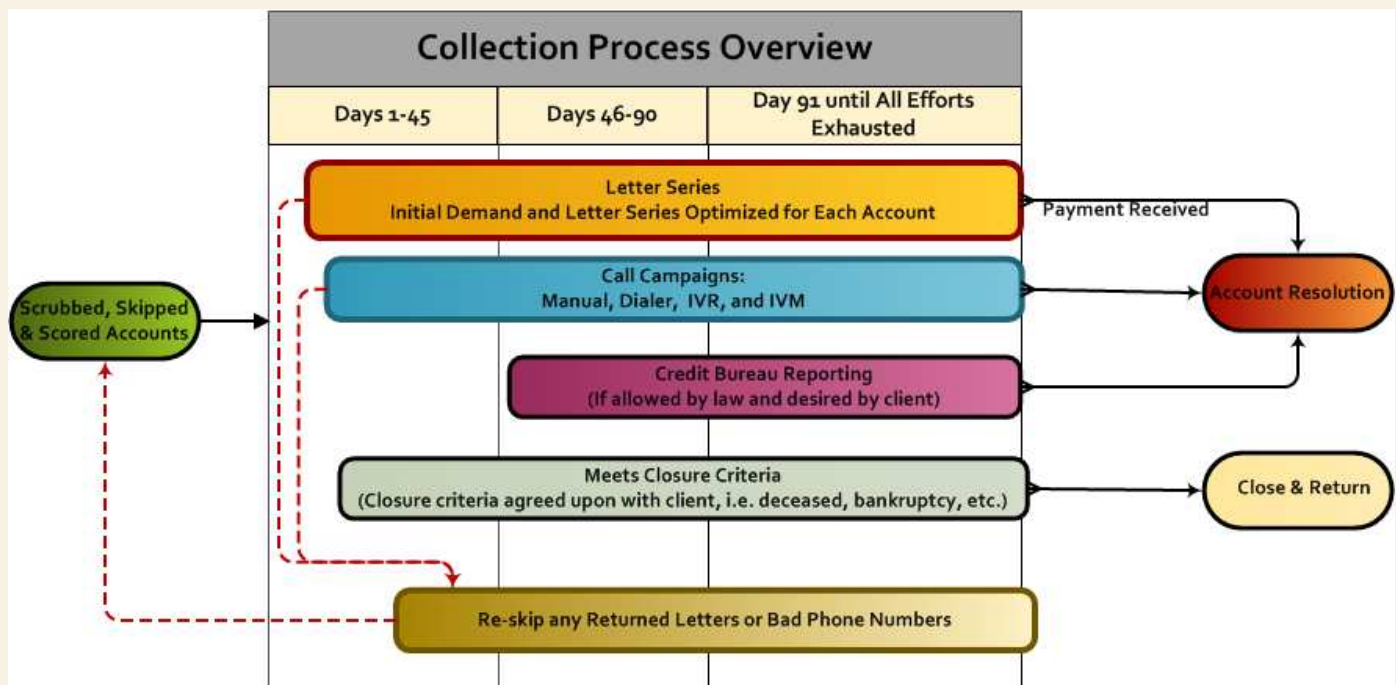 Collection Process Overview
Days 1-45
Days 46-90
Day 91 until All Efforts
Exhausted
Letter Series
Initial Demand and Letter Series Optimized for Each Account
Payment Received
Call Campaigns:
Manual, Dialer, IVR, and IVM
Scrubbed, Skipped
& Scored Accounts
Account Resolution
Credit Bureau Reporting
(If allowed by law and desired by client)
Meets Closure Criteria
(Closure criteria agreed upon with client, i.e. deceased, bankruptcy, etc.)
Close & Return
Re-skip any Returned Letters or Bad Phone Numbers